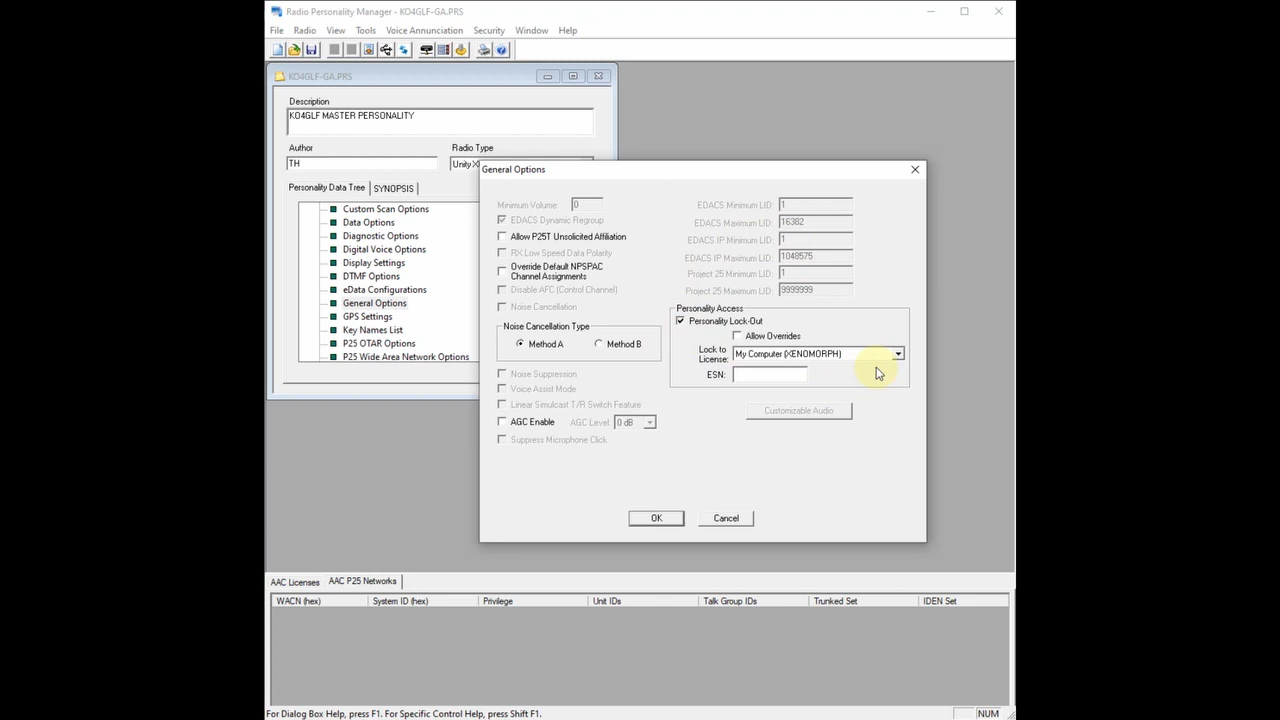 Radio Personality Manager - KO4GLF-GA.PRS
File Radio View Tools Voice Annunciation Security Window Help
KO4GLF-GA.PRS
Description
KO4GLF MASTER PERSONALITY
Author Radio Type
TH
Personality Data Tree SYNOPSIS
Custom Scan Options
Data Options
Diagnostic Options
Digital Voice Options
Display Settings
DTMF Options
eData Configurations
General Options
GPS Settings
Key Names List
P25 OTAR Options
P25 Wide Area Network Options
General Options
Minimum Volume: 0
EDACS Dynamic Regroup
Allow P25T Unsolicited Affiliation
RX Low Speed Data Polarity
Override Default NPSPAC
Channel Assignments
Disable AFC (Control Channel)
Noise Cancellation
Noise Cancellation Type
Method A Method B
Noise Suppression
Voice Assist Mode
Linear Simulcast T/R Switch Feature
AGC Enable AGC Level: 0 dB
Suppress Microphone Click
EDACS Minimum LID: 1
EDACS Maximum LID: 16382
EDACS IP Minimum LID: 1
EDACS IP Maximum LID: 1048575
Project 25 Minimum LID: 1
Project 25 Maximum LID: 9999999
Personality Access
Personality Lock-Out
Allow Overrides
Lock to
License: My Computer (XENOMORPH)
ESN:
Customizable Audio
OK Cancel
AAC Licenses AAC P25 Networks
WACN (hex) System ID (hex) Privilege Unit IDs Talk Group IDs Trunked Set IDEN Set
For Dialog Box Help, press F1. For Specific Control Help, press Shift F1. NUM